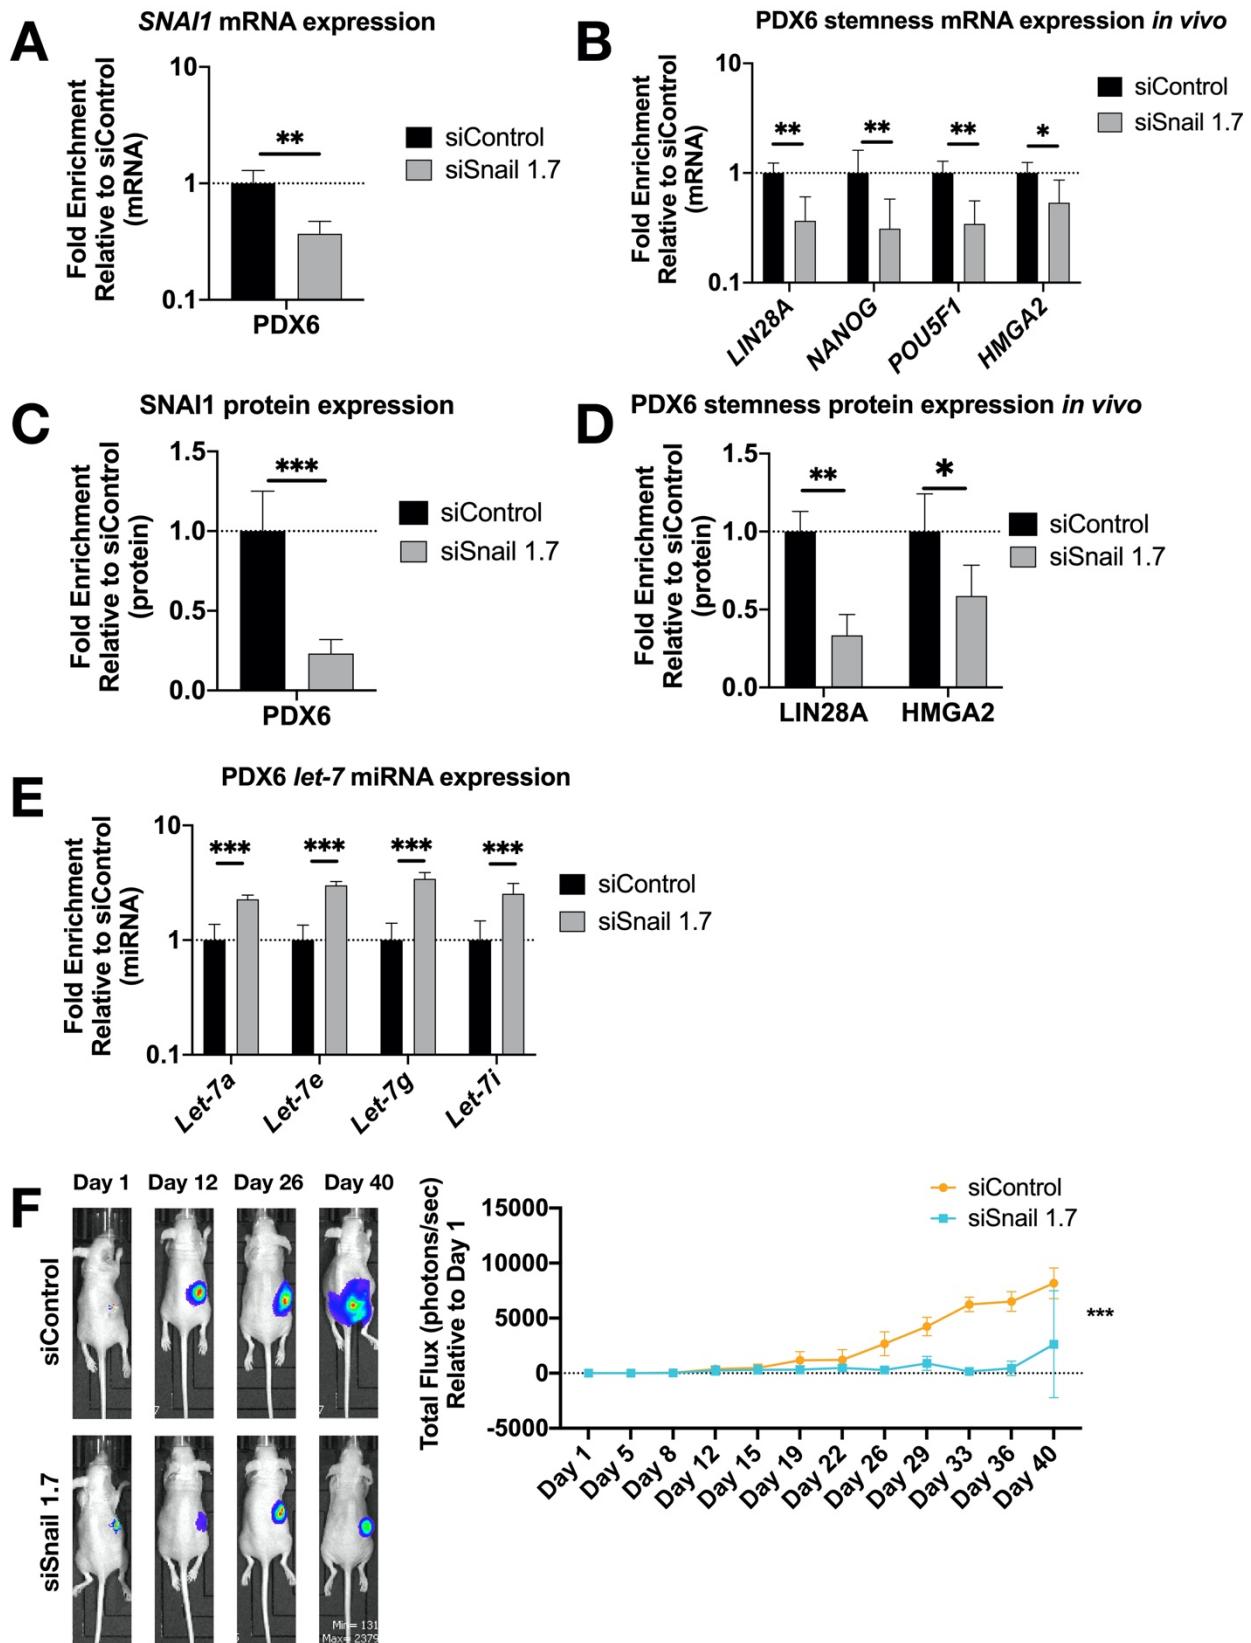 A
SNAI1 mRNA expression
Fold Enrichment
Relative to siControl
(mRNA)
10
1
0.1
**
PDX6
siControl
siSnail 1.7
B
PDX6 stemness mRNA expression in vivo
Fold Enrichment
Relative to siControl
(mRNA)
10
1
0.1
** ** ** *
LIN28A NANOG POU5F1 HMGA2
siControl
siSnail 1.7
C
SNAI1 protein expression
Fold Enrichment
Relative to siControl
(protein)
1.5
1.0
0.5
0.0
***
PDX6
siControl
siSnail 1.7
D
PDX6 stemness protein expression in vivo
Fold Enrichment
Relative to siControl
(protein)
1.5
1.0
0.5
0.0
** *
LIN28A HMGA2
siControl
siSnail 1.7
E
PDX6 let-7 miRNA expression
Fold Enrichment
Relative to siControl
(miRNA)
10
1
0.1
*** *** *** ***
Let-7a Let-7e Let-7g Let-7i
siControl
siSnail 1.7
F
Day 1 Day 12 Day 26 Day 40
siControl
siSnail 1.7
Min= 131
Max= 2379
Total Flux (photons/sec)
Relative to Day 1
15000
10000
5000
0
-5000
siControl
siSnail 1.7
***
Day 1 Day 5 Day 8 Day 12 Day 15 Day 19 Day 22 Day 26 Day 29 Day 33 Day 36 Day 40